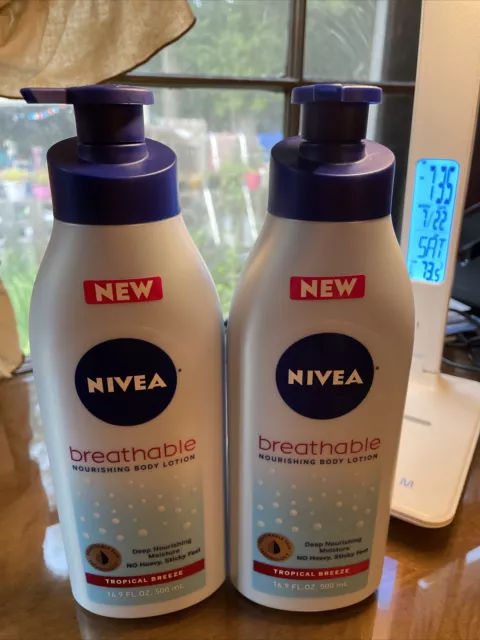 NEW
NIVEA
breathable
NOURISHING BODY LOTION
Deep Nourishing
Moisture
NO Heavy, Sticky Feel
TROPICAL BREEZE
16.9 FL. OZ. 500 mL
NEW
NIVEA
breathable
NOURISHING BODY LOTION
Deep Nourishing
Moisture
NO Heavy, Sticky Feel
TROPICAL BREEZE
16.9 FL. OZ. 500 mL
7:35
7/22
SAT
73.5